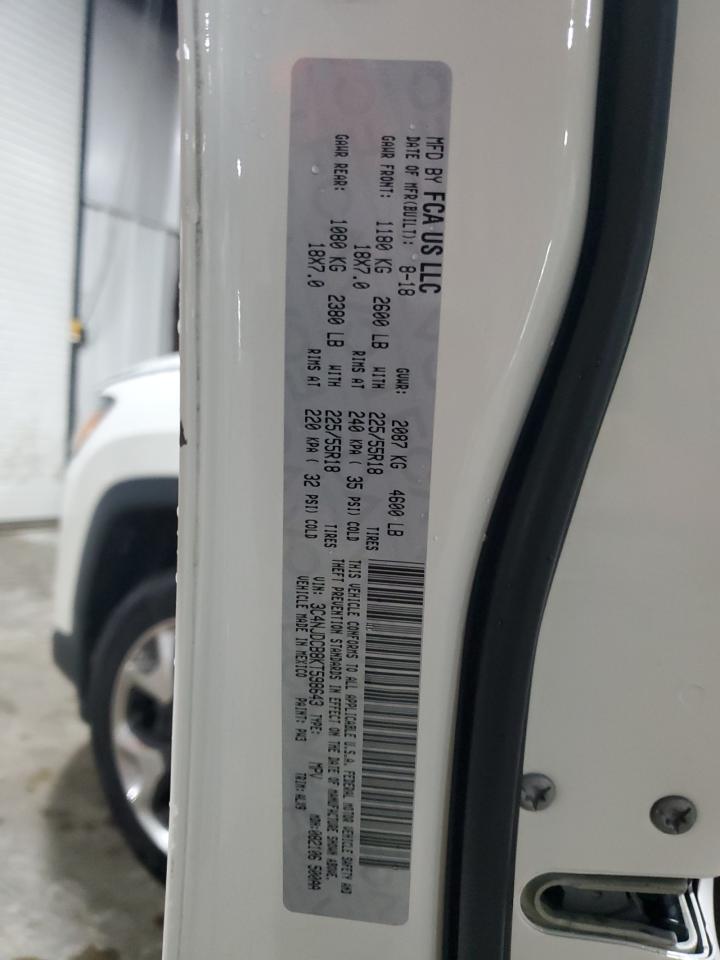 MFD BY FCA US LLC
DATE OF MFR(BUILT): 8-18 GVWR: 2087 KG 4600 LB
GAWR FRONT: 1180 KG 2600 LB WITH 225/55R18 TIRES
18X7.0 RIMS AT 240 KPA ( 35 PSI) COLD
GAWR REAR: 1080 KG 2380 LB WITH 225/55R18 TIRES
18X7.0 RIMS AT 220 KPA ( 32 PSI) COLD
THIS VEHICLE CONFORMS TO ALL APPLICABLE U.S.A. FEDERAL MOTOR VEHICLE SAFETY AND
THEFT PREVENTION STANDARDS IN EFFECT ON THE DATE OF MANUFACTURE SHOWN ABOVE.
VIN: 3C4NJDCB8KT598643 TYPE: MPV MDH:082106 500AA
VEHICLE MADE IN MEXICO PAINT: PW3 TRIM: